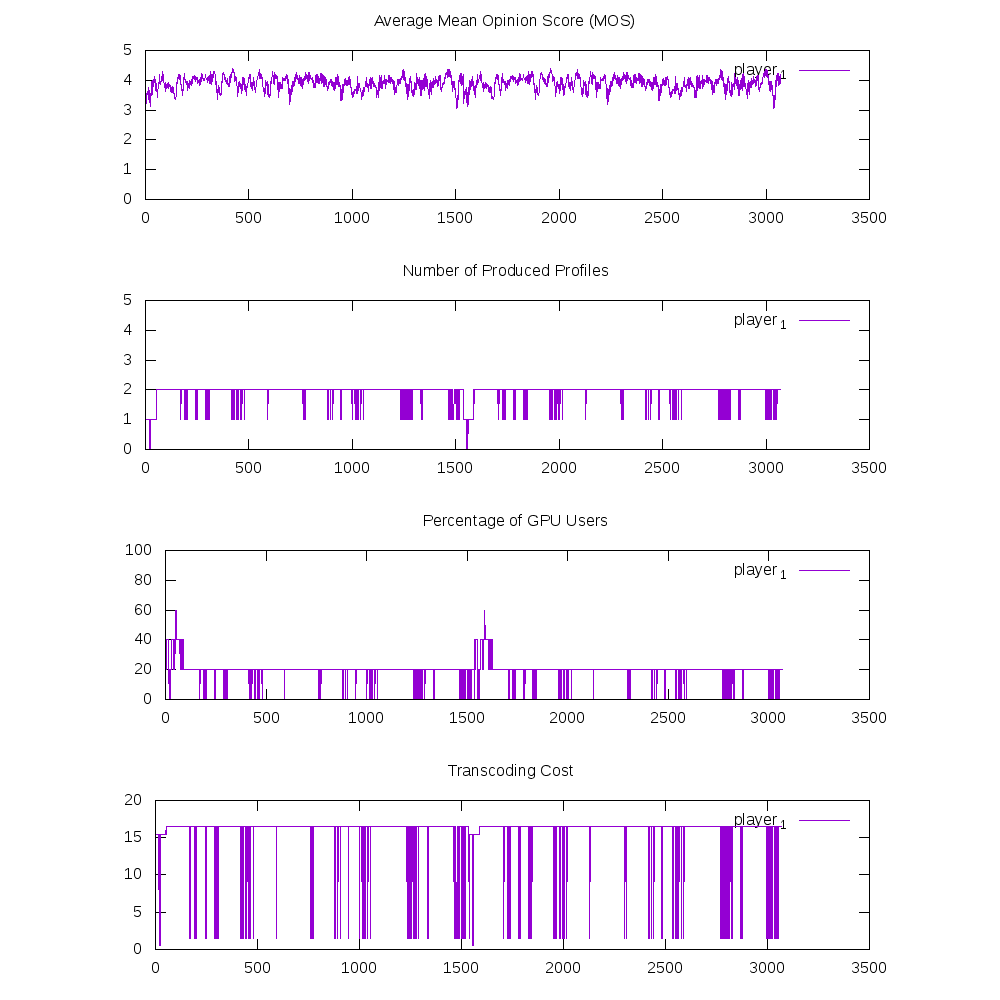 Average Mean Opinion Score (MOS)
5
player 1
4
3
2
1
0
0 500 1000 1500 2000 2500 3000 3500
Number of Produced Profiles
5
player 1
4
3
2
1
0
0 500 1000 1500 2000 2500 3000 3500
Percentage of GPU Users
100
player 1
80
60
40
20
0
0 500 1000 1500 2000 2500 3000 3500
Transcoding Cost
20
player 1
15
10
5
0
0 500 1000 1500 2000 2500 3000 3500